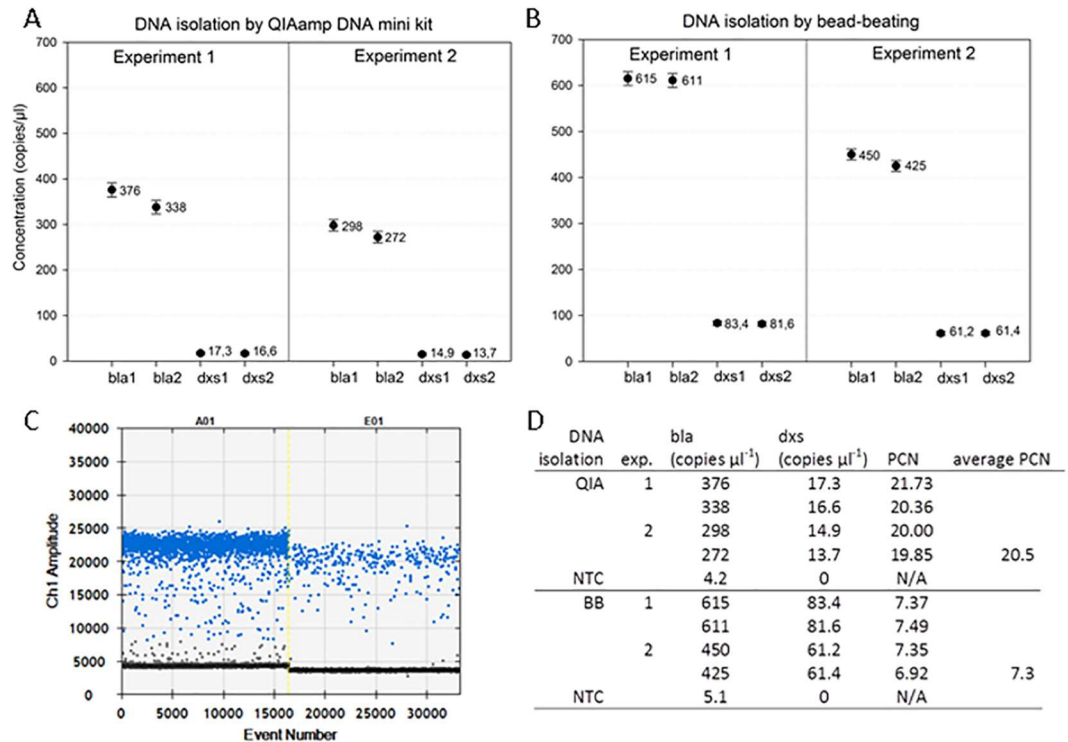 A
DNA isolation by QIAamp DNA mini kit
Experiment 1 Experiment 2
Concentration (copies/µl)
700
600
500
400
300
200
100
0
376
338
17,3
16,6
298
272
14,9
13,7
bla1 bla2 dxs1 dxs2 bla1 bla2 dxs1 dxs2
B
DNA isolation by bead-beating
Experiment 1 Experiment 2
700
600
500
400
300
200
100
0
615
611
83,4
81,6
450
425
61,2
61,4
bla1 bla2 dxs1 dxs2 bla1 bla2 dxs1 dxs2
C
A01 E01
Ch1 Amplitude
40000
35000
30000
25000
20000
15000
10000
5000
0
0 5000 10000 15000 20000 25000 30000
Event Number
D
DNA bla dxs
isolation exp. (copies µl⁻¹) (copies µl⁻¹) PCN average PCN
QIA 1 376 17.3 21.73
338 16.6 20.36
2 298 14.9 20.00
272 13.7 19.85 20.5
NTC 4.2 0 N/A
BB 1 615 83.4 7.37
611 81.6 7.49
2 450 61.2 7.35
425 61.4 6.92 7.3
NTC 5.1 0 N/A